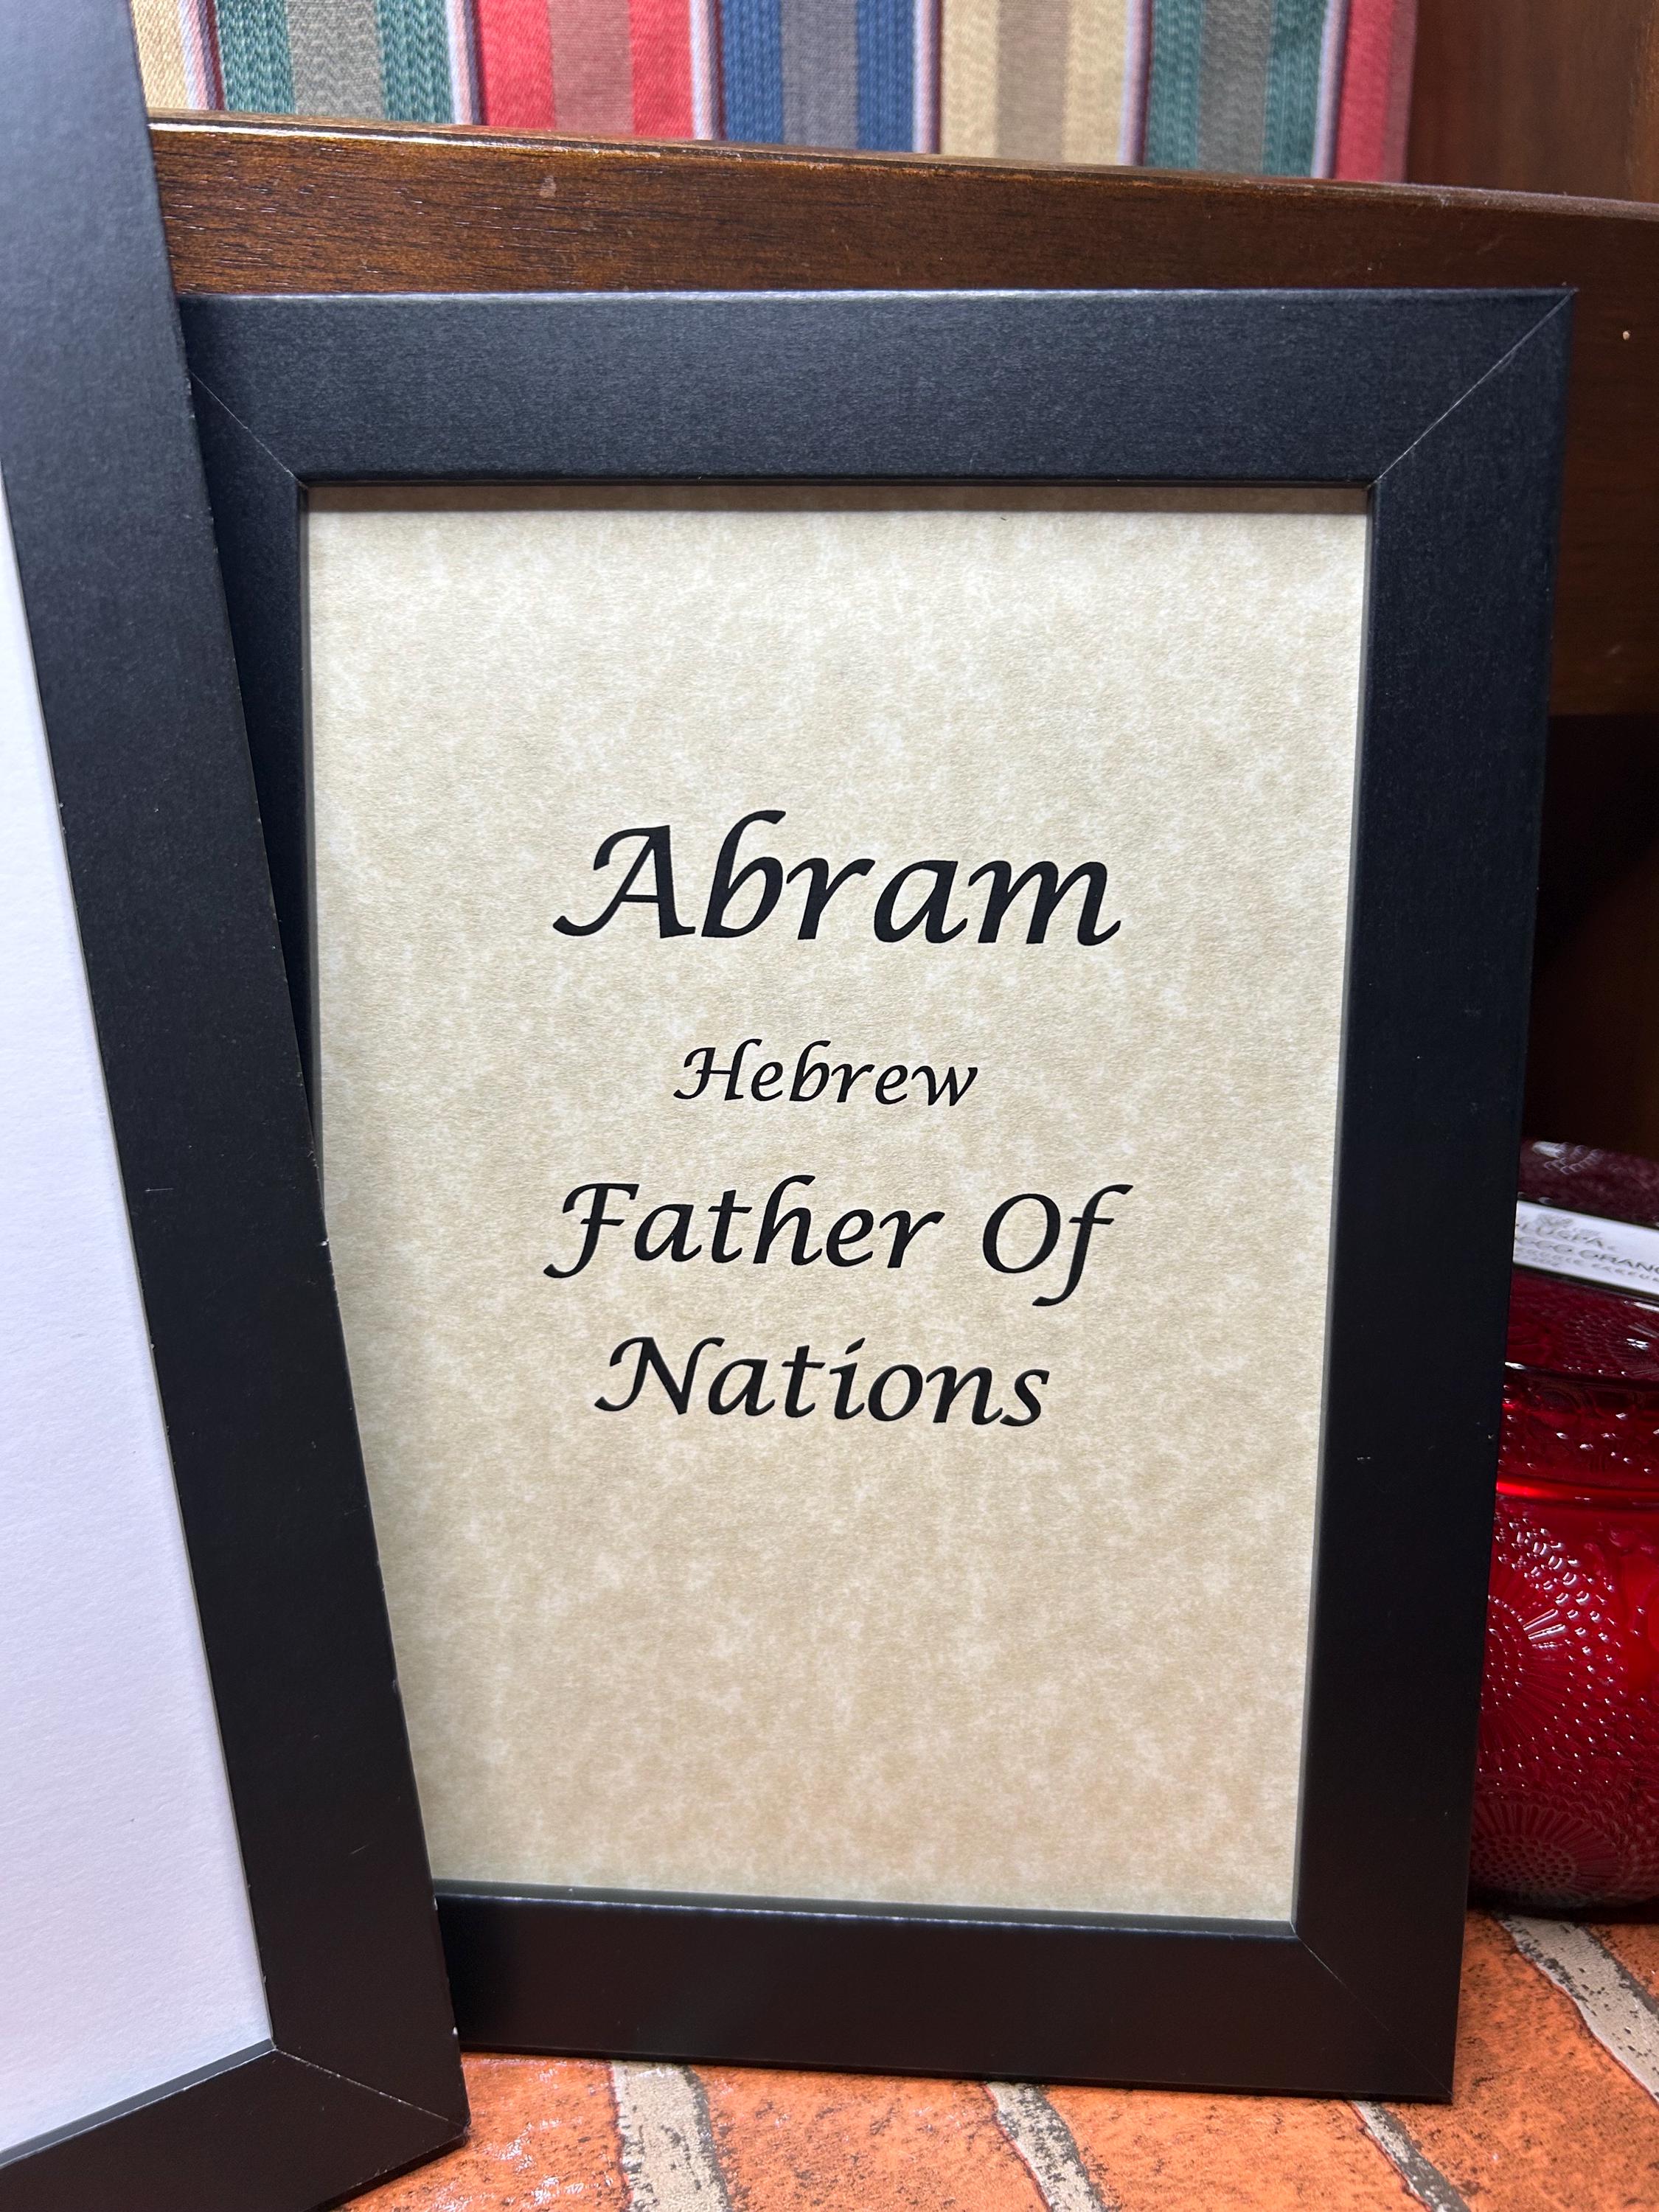 Abram
Hebrew
Father Of
Nations